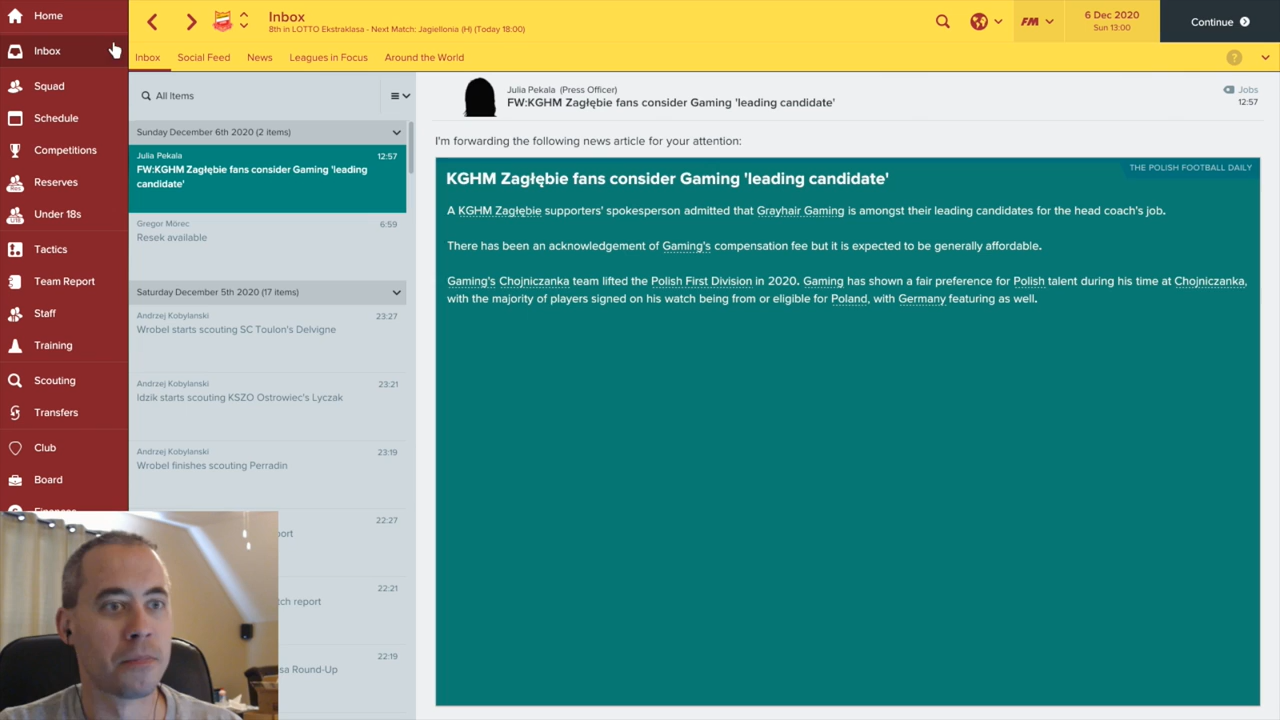 Home
Inbox
Squad
Schedule
Competitions
Reserves
Under 18s
Tactics
Team Report
Staff
Training
Scouting
Transfers
Club
Board
Inbox
8th in LOTTO Ekstraklasa - Next Match: Jagiellonia (H) (Today 18:00)
FM
6 Dec 2020
Sun 13:00
Continue
Inbox Social Feed News Leagues in Focus Around the World
?
All Items
Sunday December 6th 2020 (2 items)
Julia Pekala 12:57
FW:KGHM Zagłębie fans consider Gaming 'leading
candidate'
Gregor Mörec 6:59
Resek available
Saturday December 5th 2020 (17 items)
Andrzej Kobylanski 23:27
Wrobel starts scouting SC Toulon's Delvigne
Andrzej Kobylanski 23:21
Idzik starts scouting KSZO Ostrowiec's Lyczak
Andrzej Kobylanski 23:19
Wrobel finishes scouting Perradin
22:27
22:21
22:19
Round-Up
Julia Pekala (Press Officer)
FW:KGHM Zagłębie fans consider Gaming 'leading candidate'
Jobs
12:57
I'm forwarding the following news article for your attention:
THE POLISH FOOTBALL DAILY
KGHM Zagłębie fans consider Gaming 'leading candidate'
A KGHM Zagłębie supporters' spokesperson admitted that Grayhair Gaming is amongst their leading candidates for the head coach's job.
There has been an acknowledgement of Gaming's compensation fee but it is expected to be generally affordable.
Gaming's Chojniczanka team lifted the Polish First Division in 2020. Gaming has shown a fair preference for Polish talent during his time at Chojniczanka,
with the majority of players signed on his watch being from or eligible for Poland, with Germany featuring as well.